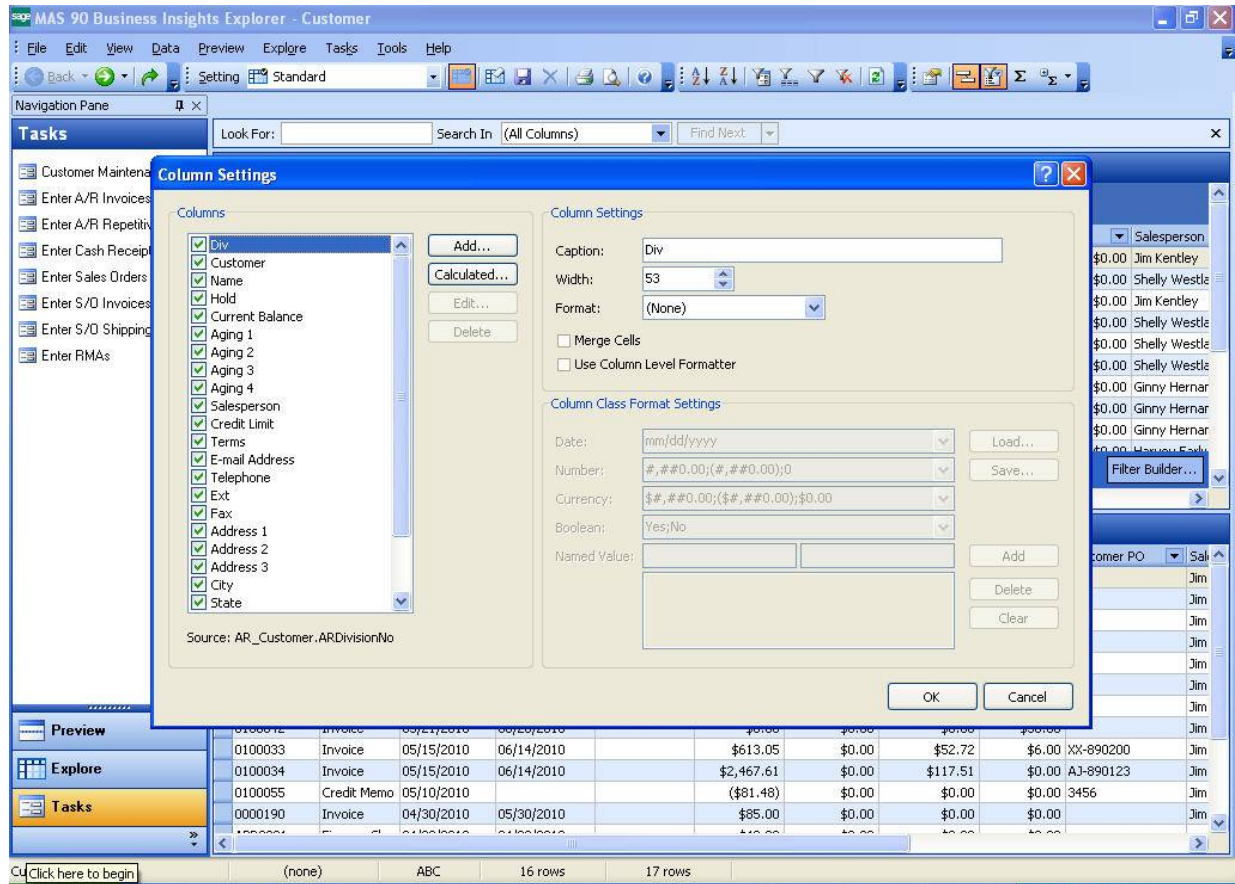 sage MAS 90 Business Insights Explorer - Customer
File Edit View Data Preview Explore Tasks Tools Help
Back Setting Standard
Navigation Pane
Tasks
Look For: Search In (All Columns) Find Next
Customer Maintena
Enter A/R Invoices
Enter A/R Repetitiv
Enter Cash Receip
Enter Sales Orders
Enter S/O Invoices
Enter S/O Shipping
Enter RMAs
Column Settings
Columns
Div
Customer
Name
Hold
Current Balance
Aging 1
Aging 2
Aging 3
Aging 4
Salesperson
Credit Limit
Terms
E-mail Address
Telephone
Ext
Fax
Address 1
Address 2
Address 3
City
State
Add...
Calculated...
Edit...
Delete
Source: AR_Customer.ARDivisionNo
Column Settings
Caption: Div
Width: 53
Format: (None)
Merge Cells
Use Column Level Formatter
Column Class Format Settings
Date: mm/dd/yyyy Load...
Number: #,##0.00;(#,##0.00);0 Save...
Currency: $#,##0.00;($#,##0.00);$0.00
Boolean: Yes;No
Named Value: Add
Delete
Clear
OK Cancel
Salesperson
$0.00 Jim Kentley
$0.00 Shelly Westla
$0.00 Jim Kentley
$0.00 Shelly Westla
$0.00 Shelly Westla
$0.00 Shelly Westla
$0.00 Ginny Hernar
$0.00 Ginny Hernar
$0.00 Ginny Hernar
Filter Builder...
tomer PO Sal
Jim
Jim
Jim
Jim
Jim
Jim
Jim
Jim
0100033 Invoice 05/15/2010 06/14/2010 $613.05 $0.00 $52.72 $6.00 XX-890200 Jim
0100034 Invoice 05/15/2010 06/14/2010 $2,467.61 $0.00 $117.51 $0.00 AJ-890123 Jim
0100055 Credit Memo 05/10/2010 ($81.48) $0.00 $0.00 $0.00 3456 Jim
0000190 Invoice 04/30/2010 05/30/2010 $85.00 $0.00 $0.00 $0.00 Jim
Preview
Explore
Tasks
Cu Click here to begin (none) ABC 16 rows 17 rows